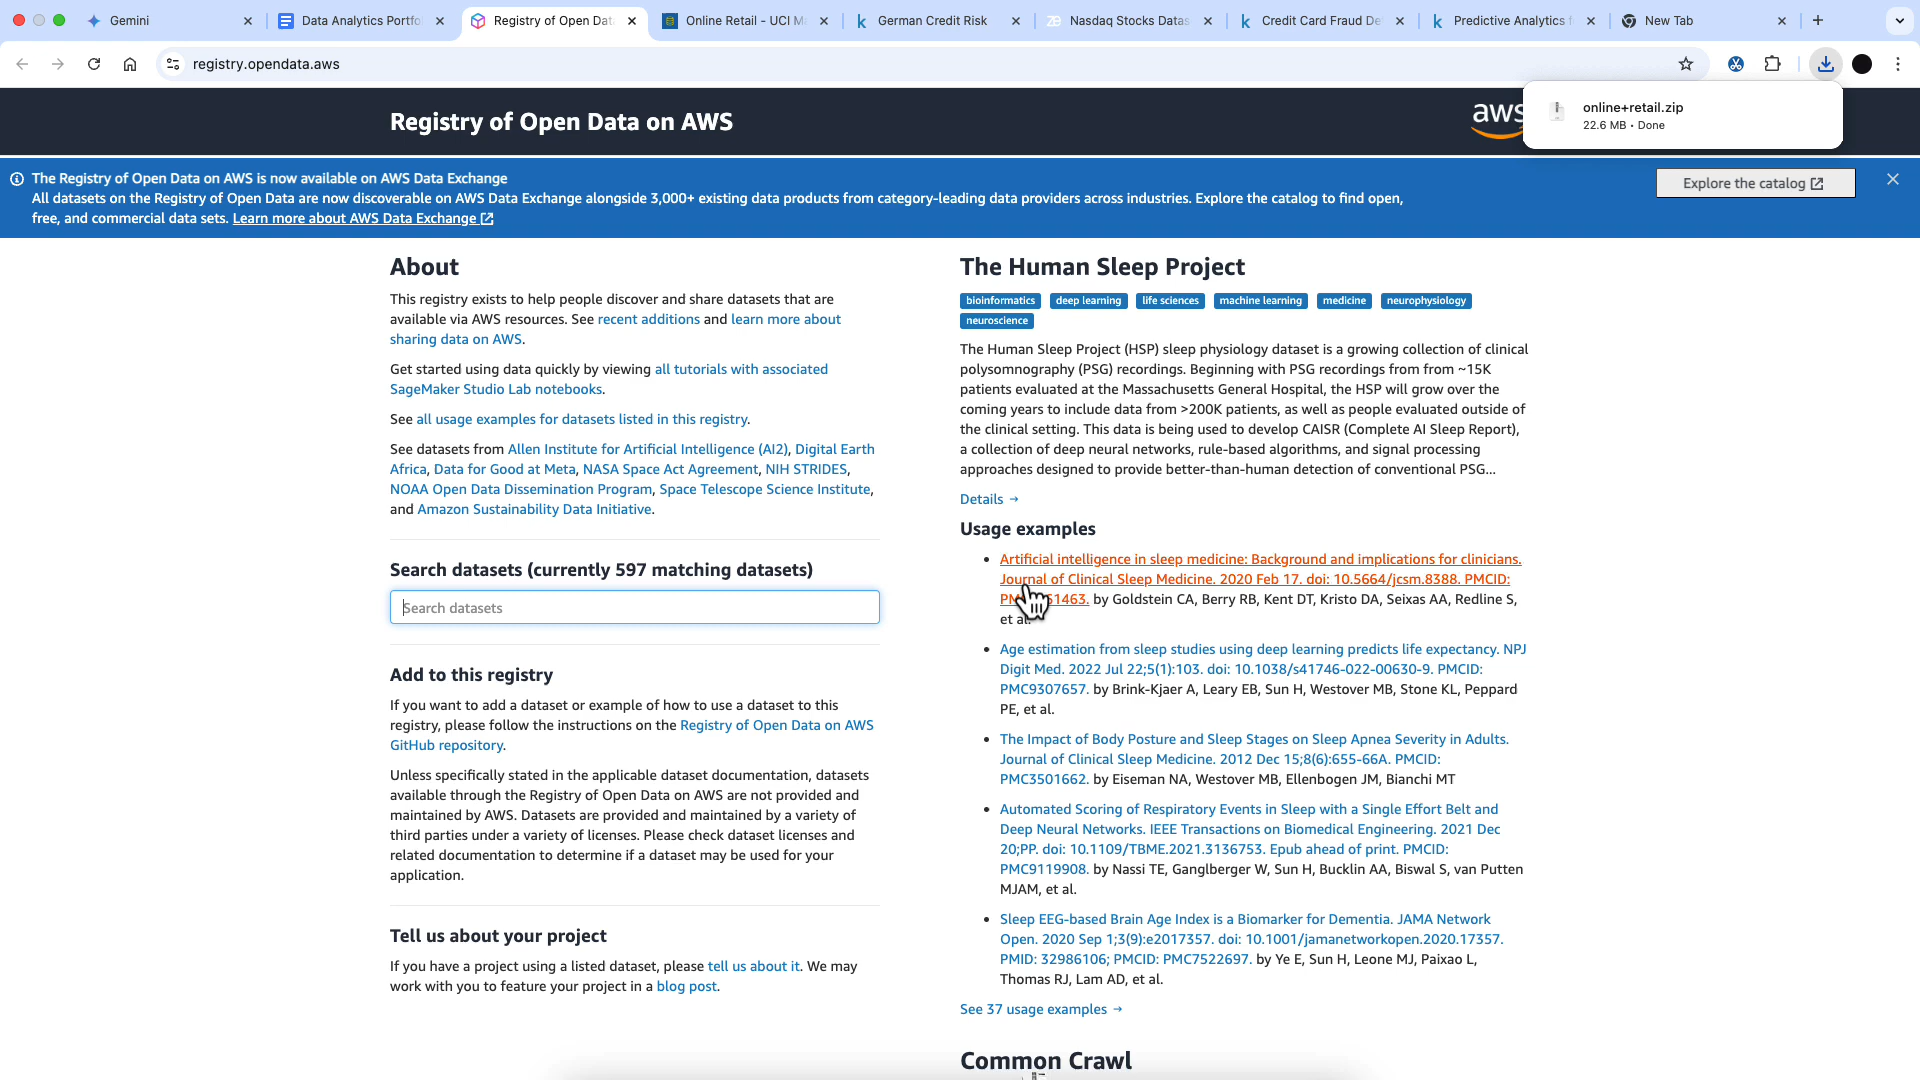 Gemini
Data Analytics Portfo
Registry of Open Dat
Online Retail - UCI M
German Credit Risk
Nasdaq Stocks Datas
Credit Card Fraud De
Predictive Analytics f
New Tab
registry.opendata.aws
Registry of Open Data on AWS
aws
online+retail.zip
22.6 MB • Done
The Registry of Open Data on AWS is now available on AWS Data Exchange
All datasets on the Registry of Open Data are now discoverable on AWS Data Exchange alongside 3,000+ existing data products from category-leading data providers across industries. Explore the catalog to find open,
free, and commercial data sets. Learn more about AWS Data Exchange
Explore the catalog
About
This registry exists to help people discover and share datasets that are
available via AWS resources. See recent additions and learn more about
sharing data on AWS.
Get started using data quickly by viewing all tutorials with associated
SageMaker Studio Lab notebooks.
See all usage examples for datasets listed in this registry.
See datasets from Allen Institute for Artificial Intelligence (AI2), Digital Earth
Africa, Data for Good at Meta, NASA Space Act Agreement, NIH STRIDES,
NOAA Open Data Dissemination Program, Space Telescope Science Institute,
and Amazon Sustainability Data Initiative.
Search datasets (currently 597 matching datasets)
Search datasets
Add to this registry
If you want to add a dataset or example of how to use a dataset to this
registry, please follow the instructions on the Registry of Open Data on AWS
GitHub repository.
Unless specifically stated in the applicable dataset documentation, datasets
available through the Registry of Open Data on AWS are not provided and
maintained by AWS. Datasets are provided and maintained by a variety of
third parties under a variety of licenses. Please check dataset licenses and
related documentation to determine if a dataset may be used for your
application.
Tell us about your project
If you have a project using a listed dataset, please tell us about it. We may
work with you to feature your project in a blog post.
The Human Sleep Project
bioinformatics deep learning life sciences machine learning medicine neurophysiology
neuroscience
The Human Sleep Project (HSP) sleep physiology dataset is a growing collection of clinical
polysomnography (PSG) recordings. Beginning with PSG recordings from from ~15K
patients evaluated at the Massachusetts General Hospital, the HSP will grow over the
coming years to include data from >200K patients, as well as people evaluated outside of
the clinical setting. This data is being used to develop CAISR (Complete AI Sleep Report),
a collection of deep neural networks, rule-based algorithms, and signal processing
approaches designed to provide better-than-human detection of conventional PSG...
Details →
Usage examples
• Artificial intelligence in sleep medicine: Background and implications for clinicians.
Journal of Clinical Sleep Medicine. 2020 Feb 17. doi: 10.5664/jcsm.8388. PMCID:
51463. by Goldstein CA, Berry RB, Kent DT, Kristo DA, Seixas AA, Redline S,
et al.
• Age estimation from sleep studies using deep learning predicts life expectancy. NPJ
Digit Med. 2022 Jul 22;5(1):103. doi: 10.1038/s41746-022-00630-9. PMCID:
PMC9307657. by Brink-Kjaer A, Leary EB, Sun H, Westover MB, Stone KL, Peppard
PE, et al.
• The Impact of Body Posture and Sleep Stages on Sleep Apnea Severity in Adults.
Journal of Clinical Sleep Medicine. 2012 Dec 15;8(6):655-66A. PMCID:
PMC3501662. by Eiseman NA, Westover MB, Ellenbogen JM, Bianchi MT
• Automated Scoring of Respiratory Events in Sleep with a Single Effort Belt and
Deep Neural Networks. IEEE Transactions on Biomedical Engineering. 2021 Dec
20;PP. doi: 10.1109/TBME.2021.3136753. Epub ahead of print. PMCID:
PMC9119908. by Nassi TE, Ganglberger W, Sun H, Bucklin AA, Biswal S, van Putten
MJAM, et al.
• Sleep EEG-based Brain Age Index is a Biomarker for Dementia. JAMA Network
Open. 2020 Sep 1;3(9):e2017357. doi: 10.1001/jamanetworkopen.2020.17357.
PMID: 32986106; PMCID: PMC7522697. by Ye E, Sun H, Leone MJ, Paixao L,
Thomas RJ, Lam AD, et al.
See 37 usage examples →
Common Crawl